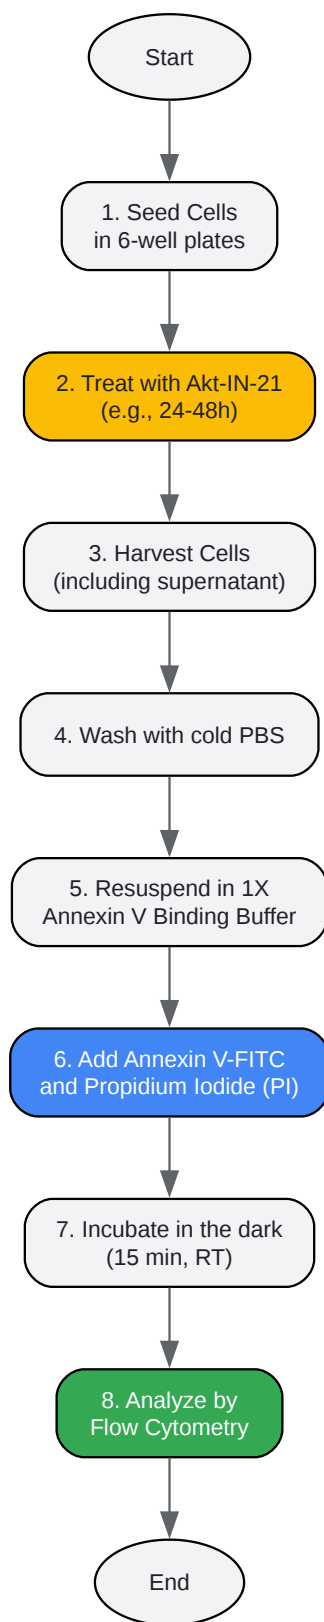 Start
1. Seed Cells
in 6-well plates
2. Treat with Akt-IN-21
(e.g., 24-48h)
3. Harvest Cells
(including supernatant)
4. Wash with cold PBS
5. Resuspend in 1X
Annexin V Binding Buffer
6. Add Annexin V-FITC
and Propidium Iodide (PI)
7. Incubate in the dark
(15 min, RT)
8. Analyze by
Flow Cytometry
End